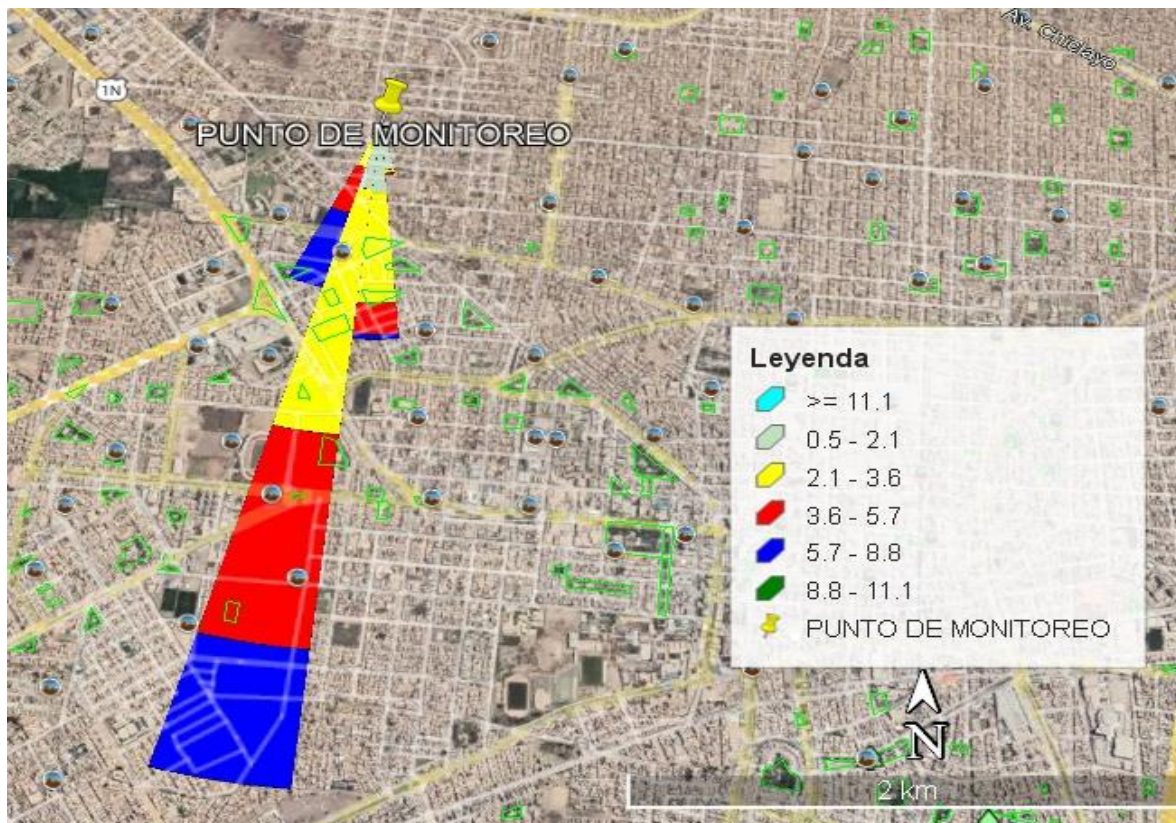 Av. Chiclayo
1N
PUNTO DE MONITOREO
Leyenda
>= 11.1
0.5 - 2.1
2.1 - 3.6
3.6 - 5.7
5.7 - 8.8
8.8 - 11.1
PUNTO DE MONITOREO
N
2 km